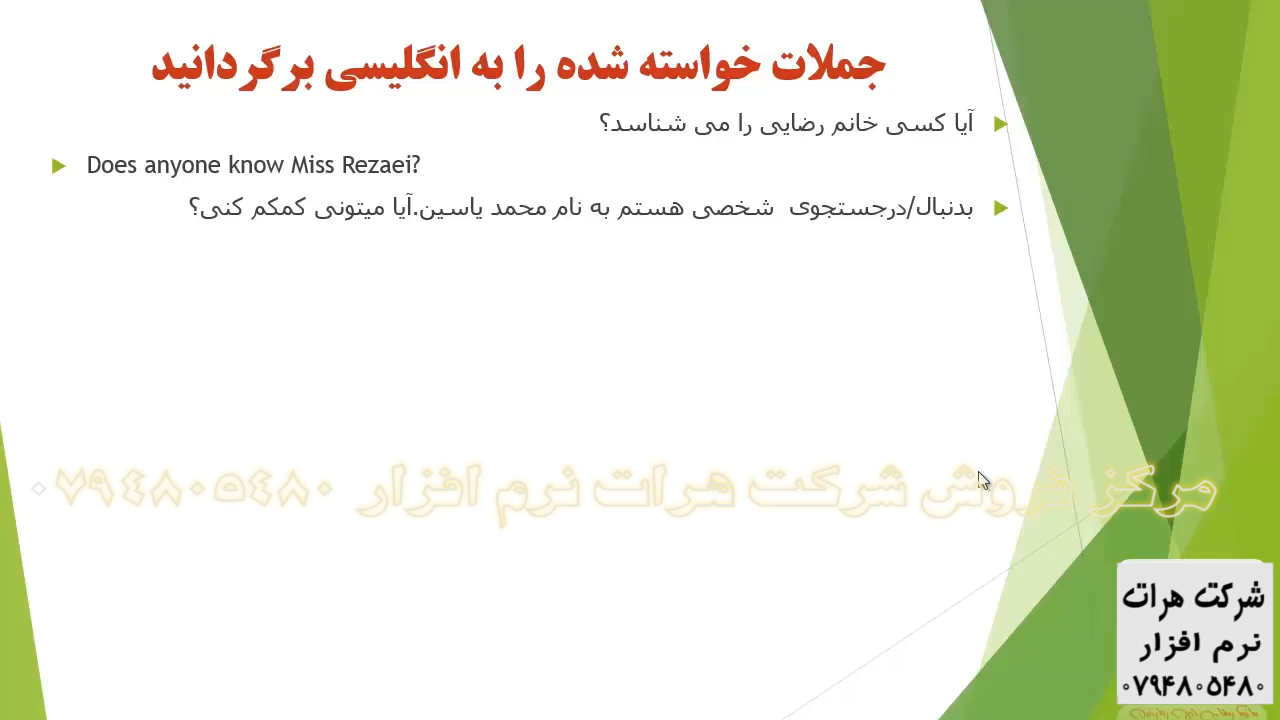 جملات خواسته شده را به انگلیسی برگردانید
آیا کسی خانم رضایی را می شناسد؟
Does anyone know Miss Rezaei?
بدنبال/درجستجوی شخصی هستم به نام محمد یاسین.آیا میتونی کمکم کنی؟
مرکز فروش شرکت هرات نرم افزار ۰۷۹۴۸۰۵۴۸۰
شرکت هرات
نرم افزار
۰۷۹۴۸۰۵۴۸۰